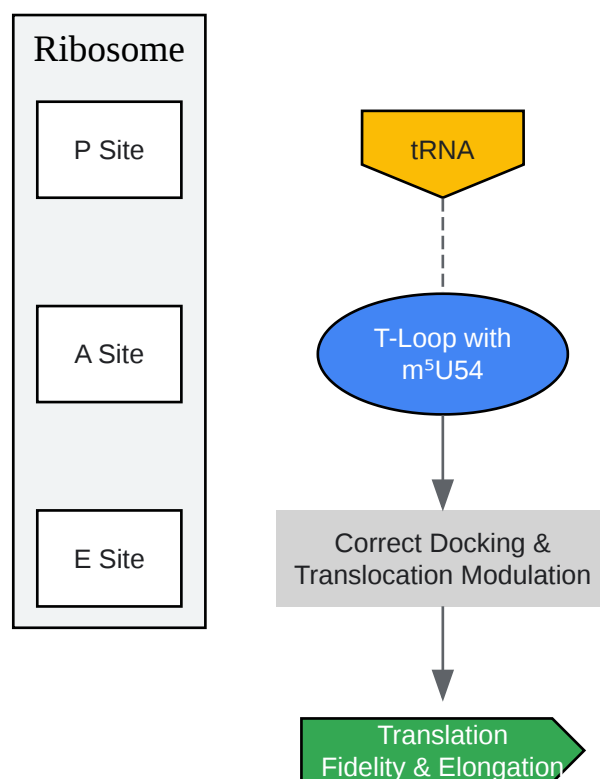 Ribosome
P Site
A Site
E Site
tRNA
T-Loop with
m⁵U54
Correct Docking &
Translocation Modulation
Translation
Fidelity & Elongation